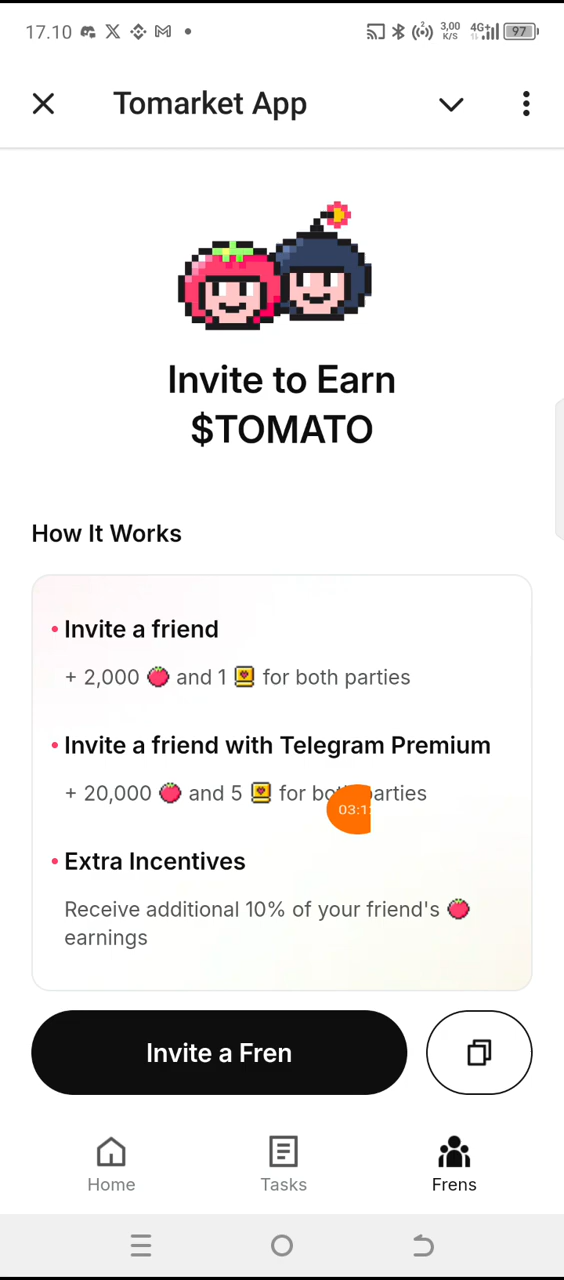 17.10
3,00
K/S
4G+
97
Tomarket App
Invite to Earn
$TOMATO
How It Works
Invite a friend
+ 2,000 and 1 for both parties
Invite a friend with Telegram Premium
+ 20,000 and 5 for both parties
03:1
Extra Incentives
Receive additional 10% of your friend's
earnings
Invite a Fren
Home
Tasks
Frens